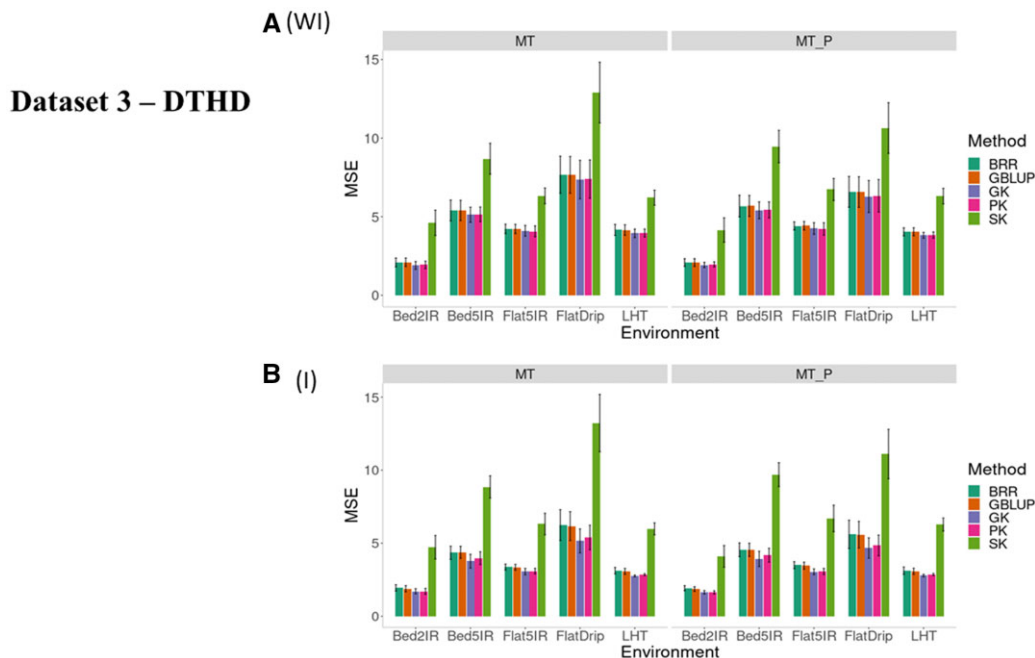 A (WI)
Dataset 3 – DTHD
MT MT_P
15
10
5
0
MSE
Bed2IR Bed5IR Flat5IR FlatDrip LHT Bed2IR Bed5IR Flat5IR FlatDrip LHT
Environment
Method
BRR
GBLUP
GK
PK
SK
B (I)
MT MT_P
15
10
5
0
MSE
Bed2IR Bed5IR Flat5IR FlatDrip LHT Bed2IR Bed5IR Flat5IR FlatDrip LHT
Environment
Method
BRR
GBLUP
GK
PK
SK